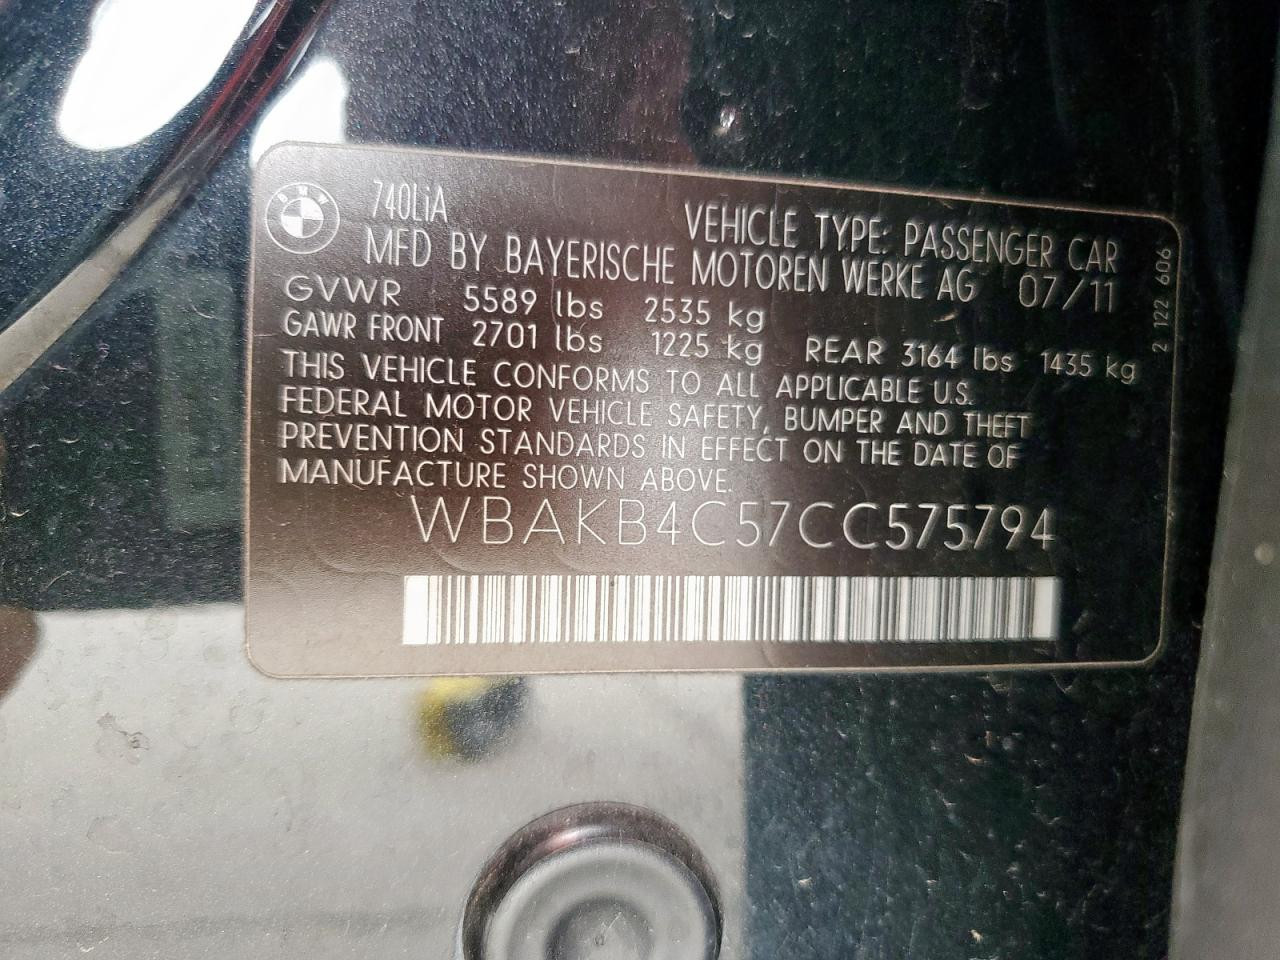 BMW
740LiA
VEHICLE TYPE: PASSENGER CAR
MFD BY BAYERISCHE MOTOREN WERKE AG 07/11
GVWR 5589 lbs 2535 kg
GAWR FRONT 2701 lbs 1225 kg REAR 3164 lbs 1435 kg
THIS VEHICLE CONFORMS TO ALL APPLICABLE U.S.
FEDERAL MOTOR VEHICLE SAFETY, BUMPER AND THEFT
PREVENTION STANDARDS IN EFFECT ON THE DATE OF
MANUFACTURE SHOWN ABOVE.
WBAKB4C57CC575794
2 122 606